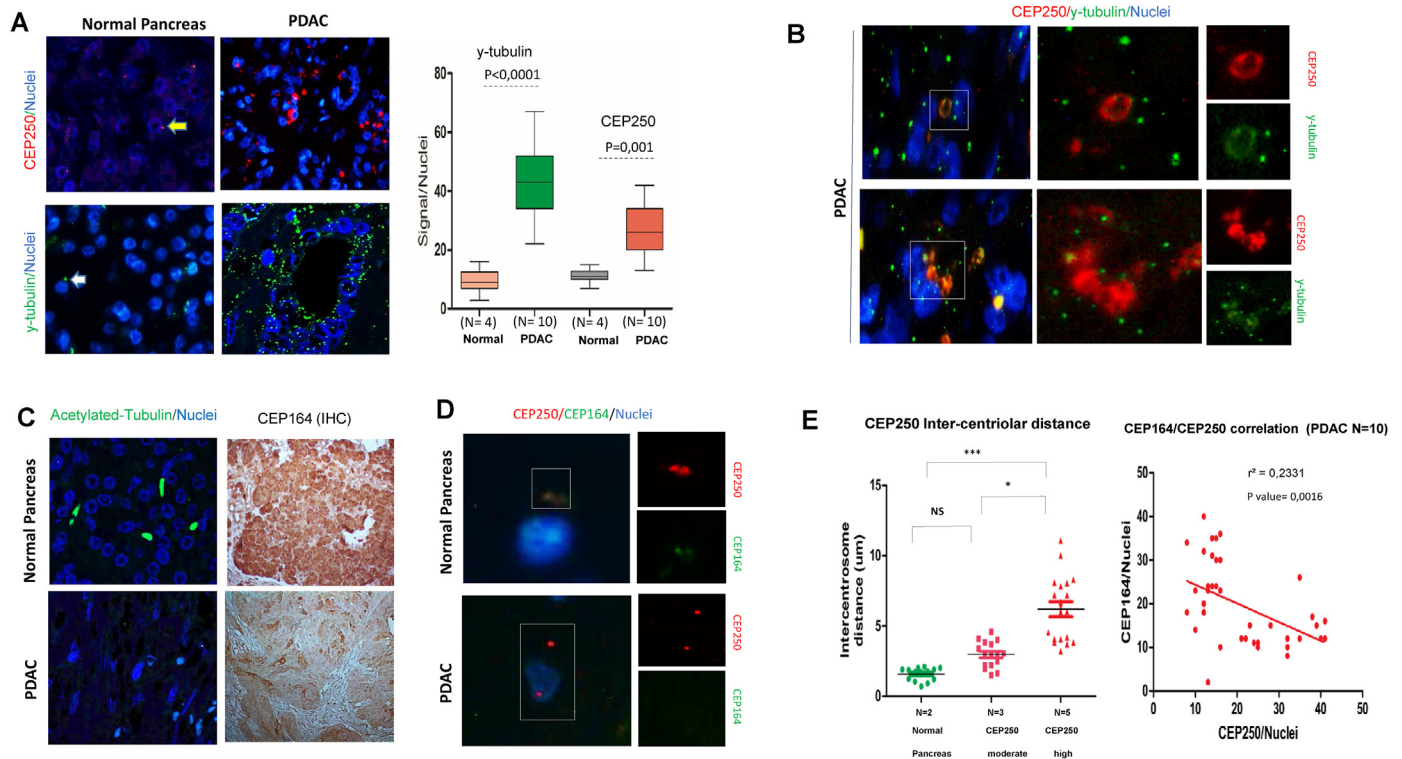 A
Normal Pancreas
PDAC
CEP250/Nuclei
y-tubulin/Nuclei
y-tubulin
P<0,0001
CEP250
P=0,001
Signal/Nuclei
80
60
40
20
0
(N= 4)
(N= 10)
(N= 4)
(N= 10)
Normal
PDAC
Normal
PDAC
B
CEP250/y-tubulin/Nuclei
PDAC
CEP250
y-tubulin
CEP250
y-tubulin
C
Acetylated-Tubulin/Nuclei
CEP164 (IHC)
Normal Pancreas
PDAC
D
CEP250/CEP164/Nuclei
Normal Pancreas
PDAC
CEP250
CEP164
CEP250
CEP164
E
CEP250 Inter-centriolar distance
***
*
NS
Intercentrosome
distance (um)
15
10
5
0
N=2
N=3
N=5
Normal
CEP250
CEP250
Pancreas
moderate
high
CEP164/CEP250 correlation (PDAC N=10)
r² = 0,2331
P value= 0,0016
CEP164/Nuclei
50
40
30
20
10
0
0
10
20
30
40
50
CEP250/Nuclei